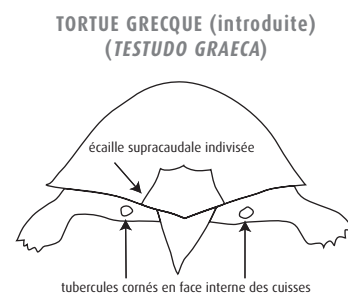 TORTUE GRECQUE (introduite)
(TESTUDO GRAECA)
écaille supracaudale indivisée
tubercules cornés en face interne des cuisses